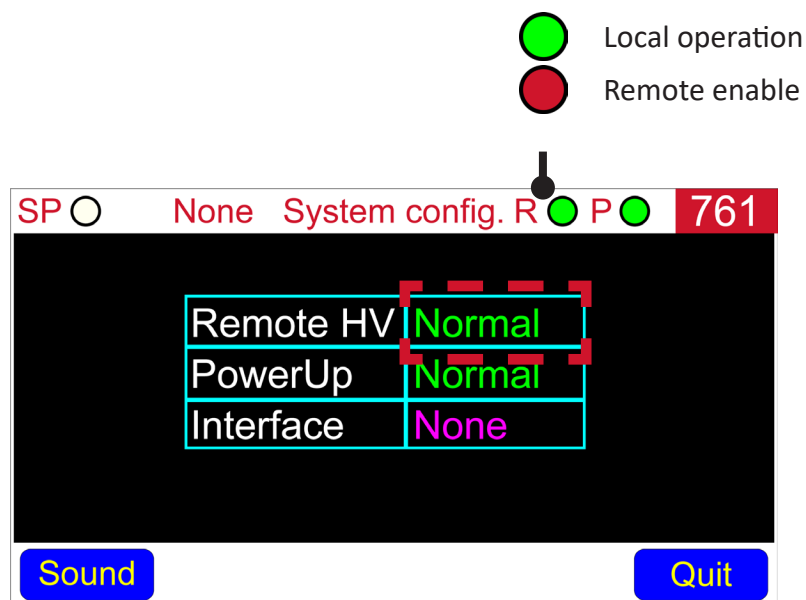 Local operation
Remote enable
SP None System config. R P 761
Remote HV Normal
PowerUp Normal
Interface None
Sound Quit